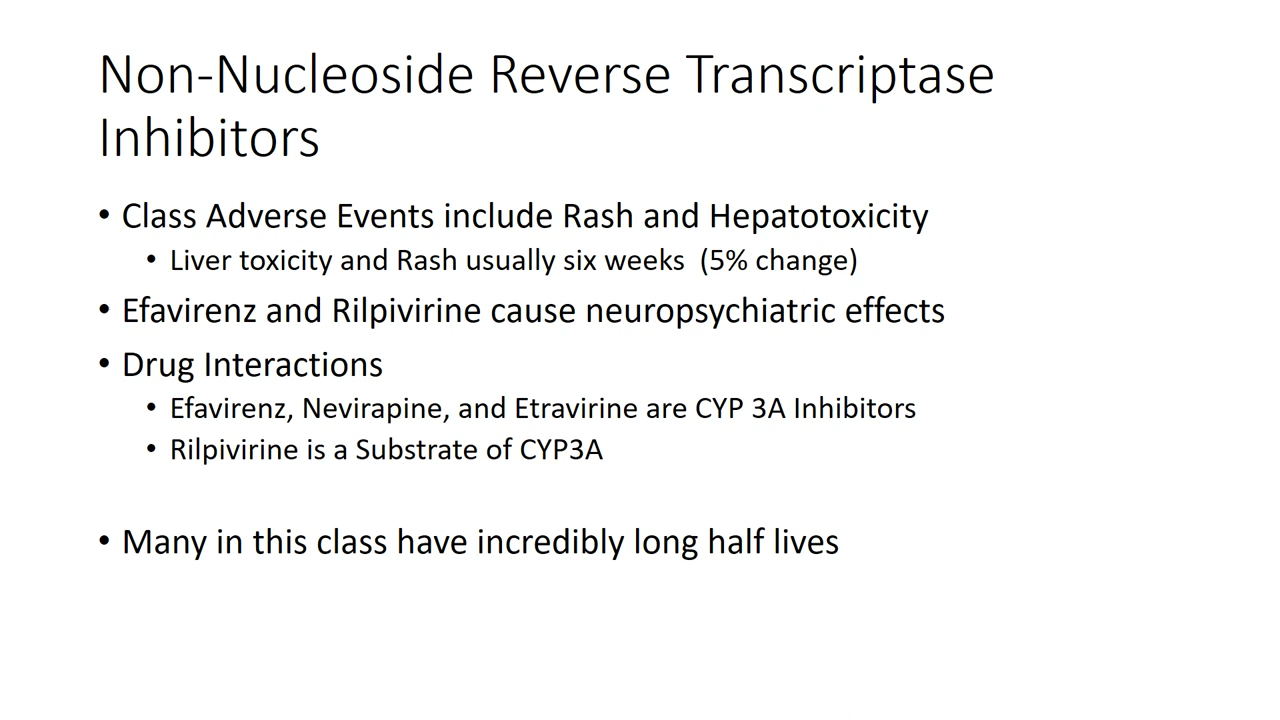 Non-Nucleoside Reverse Transcriptase
Inhibitors
• Class Adverse Events include Rash and Hepatotoxicity
• Liver toxicity and Rash usually six weeks  (5% change)
• Efavirenz and Rilpivirine cause neuropsychiatric effects
• Drug Interactions
• Efavirenz, Nevirapine, and Etravirine are CYP 3A Inhibitors
• Rilpivirine is a Substrate of CYP3A
• Many in this class have incredibly long half lives